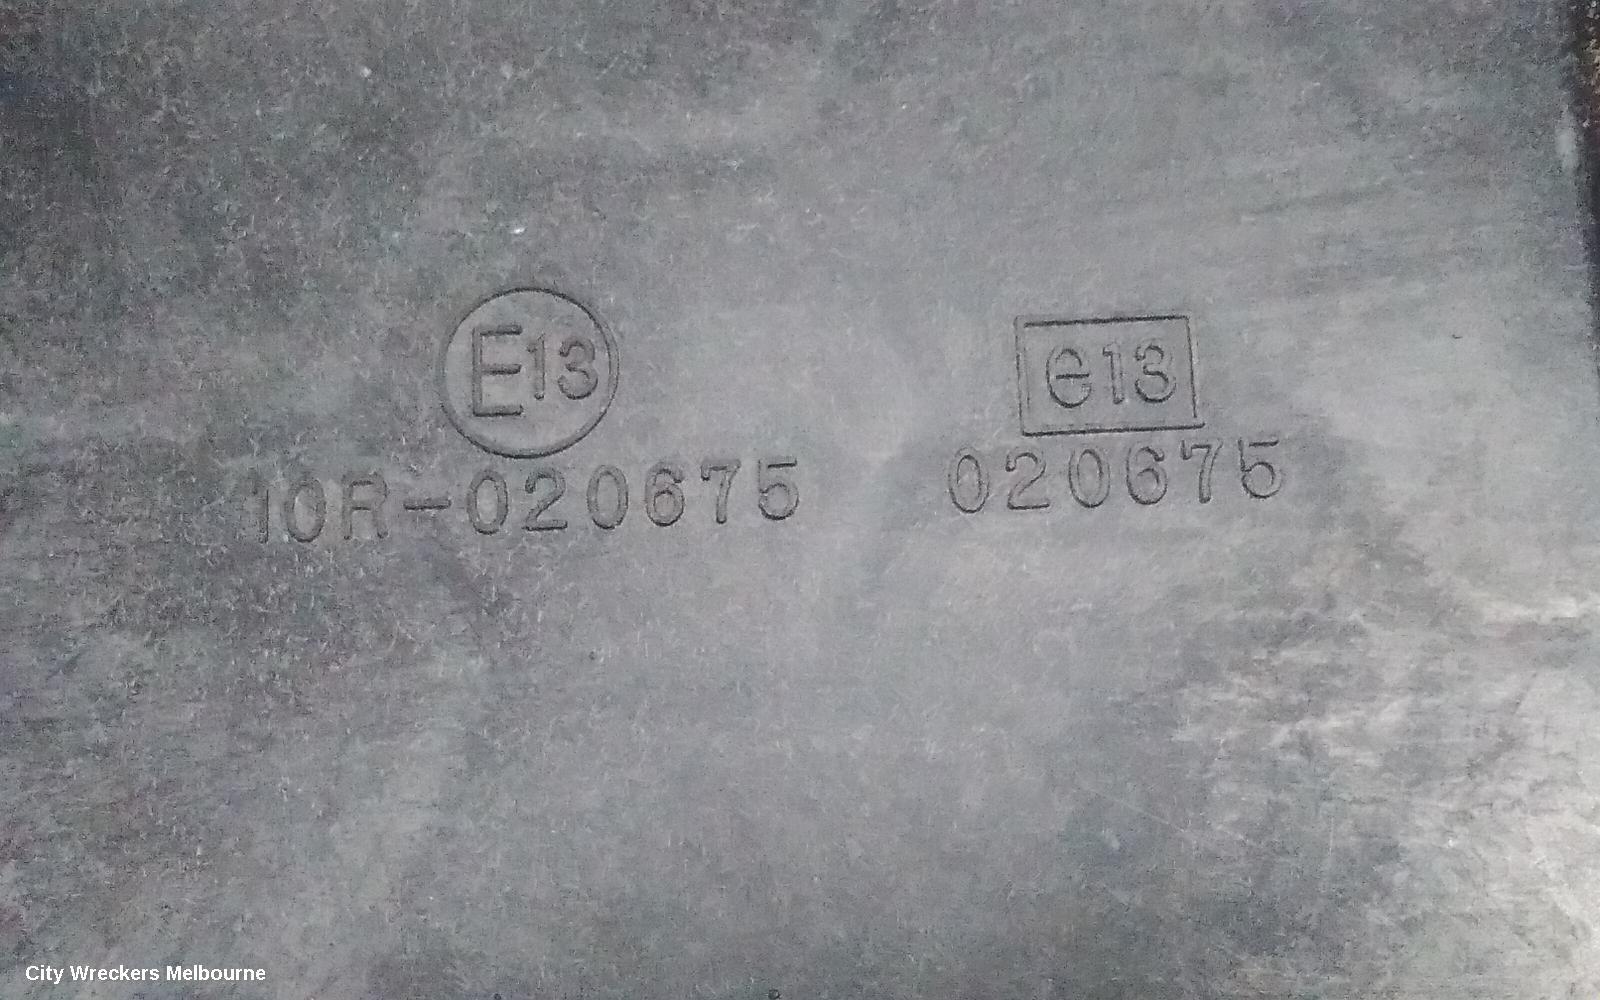 E13
10R-020675
e13
020675
City Wreckers Melbourne